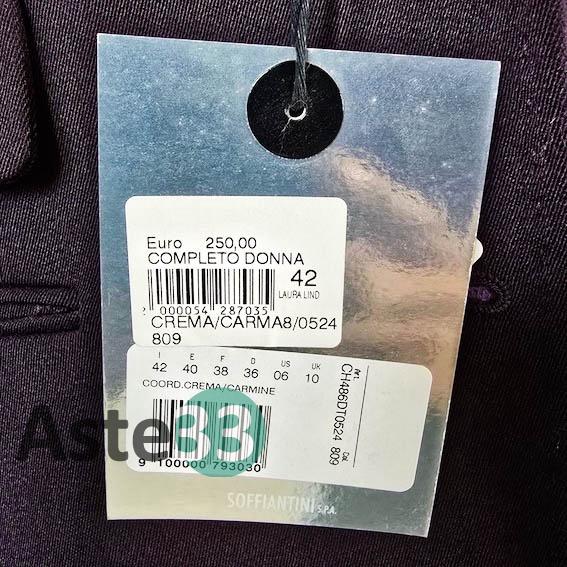 Euro 250,00
COMPLETO DONNA
42
LAURA LIND
2 000054 287035
CREMA/CARMA8/0524
809
I E F D US UK
42 40 38 36 06 10
COORD.CREMA/CARMINE
9 100000 793030
Art. Col.
CH486DT0524 809
Aste33
SOFFIANTINI S.P.A.